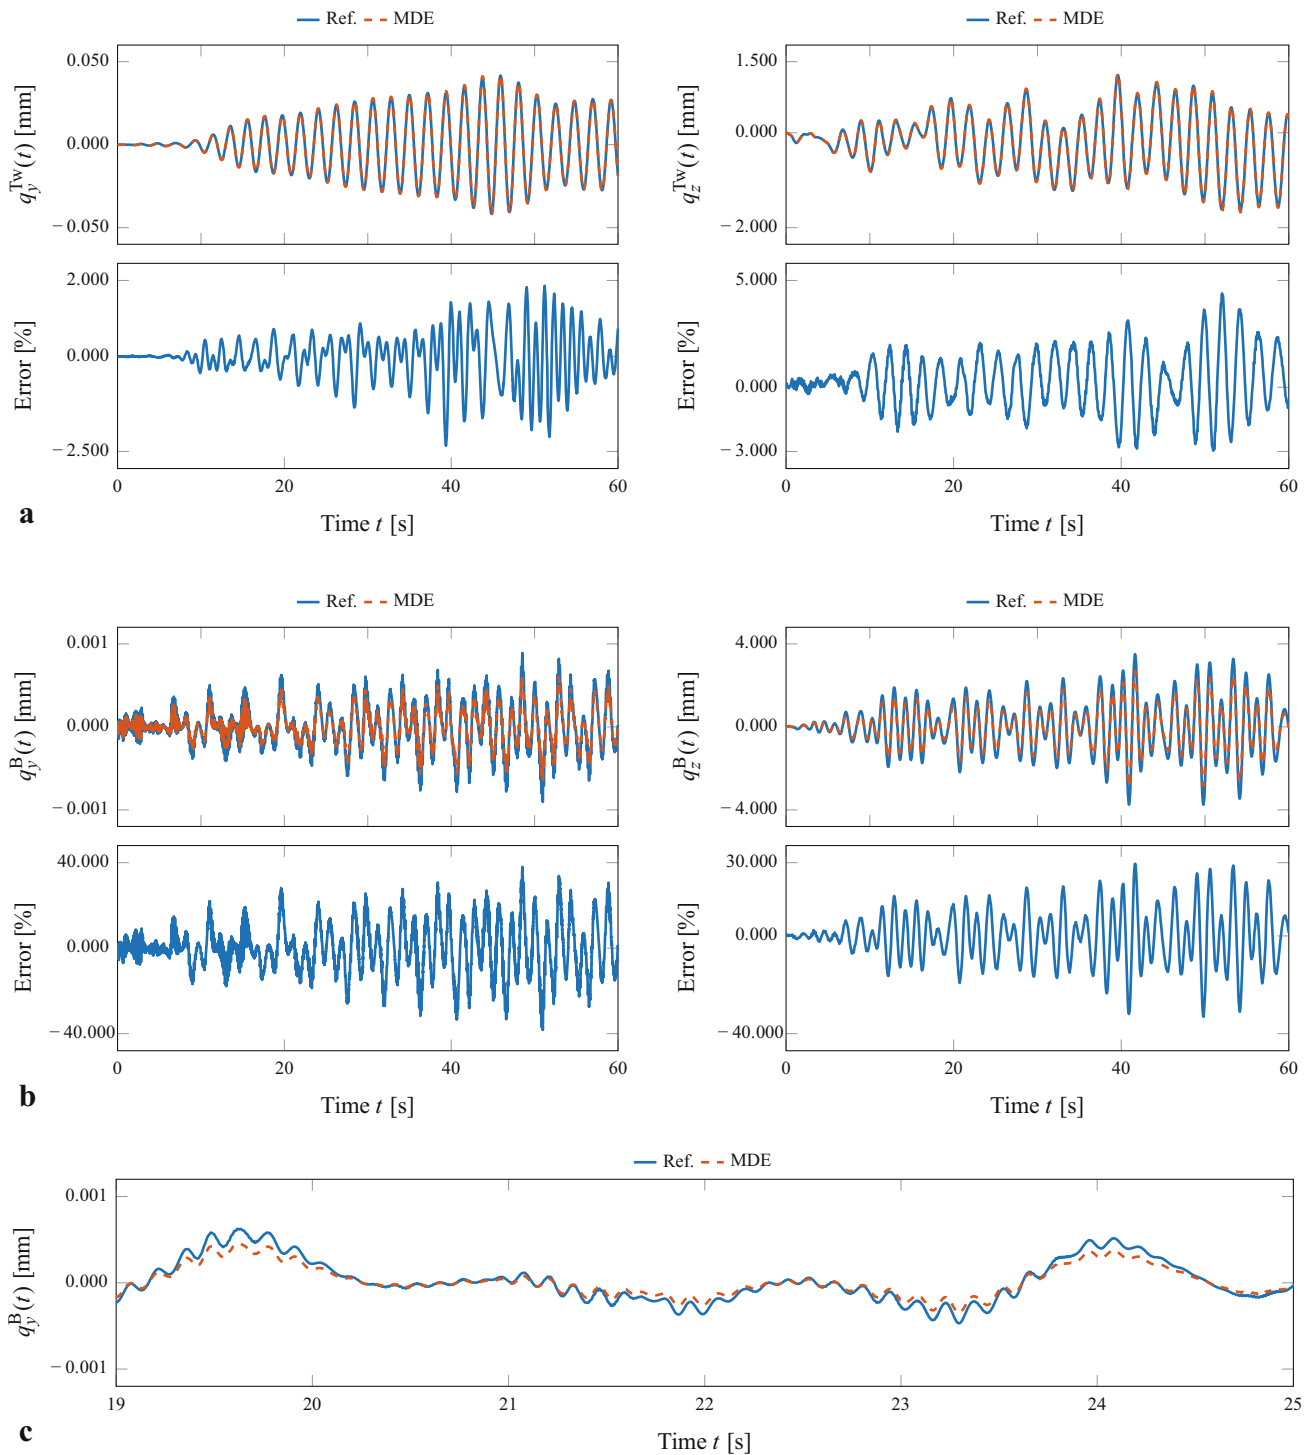 Ref. MDE
Ref. MDE
0.050
0.000
−0.050
q_y^Tw(t) [mm]
1.500
0.000
−2.000
q_z^Tw(t) [mm]
2.000
0.000
−2.500
Error [%]
0 20 40 60
Time t [s]
5.000
0.000
−3.000
Error [%]
0 20 40 60
Time t [s]
a
Ref. MDE
Ref. MDE
0.001
0.000
−0.001
q_y^B(t) [mm]
4.000
0.000
−4.000
q_z^B(t) [mm]
40.000
0.000
−40.000
Error [%]
0 20 40 60
Time t [s]
30.000
0.000
−40.000
Error [%]
0 20 40 60
Time t [s]
b
Ref. MDE
0.001
0.000
−0.001
q_y^B(t) [mm]
19 20 21 22 23 24 25
Time t [s]
c